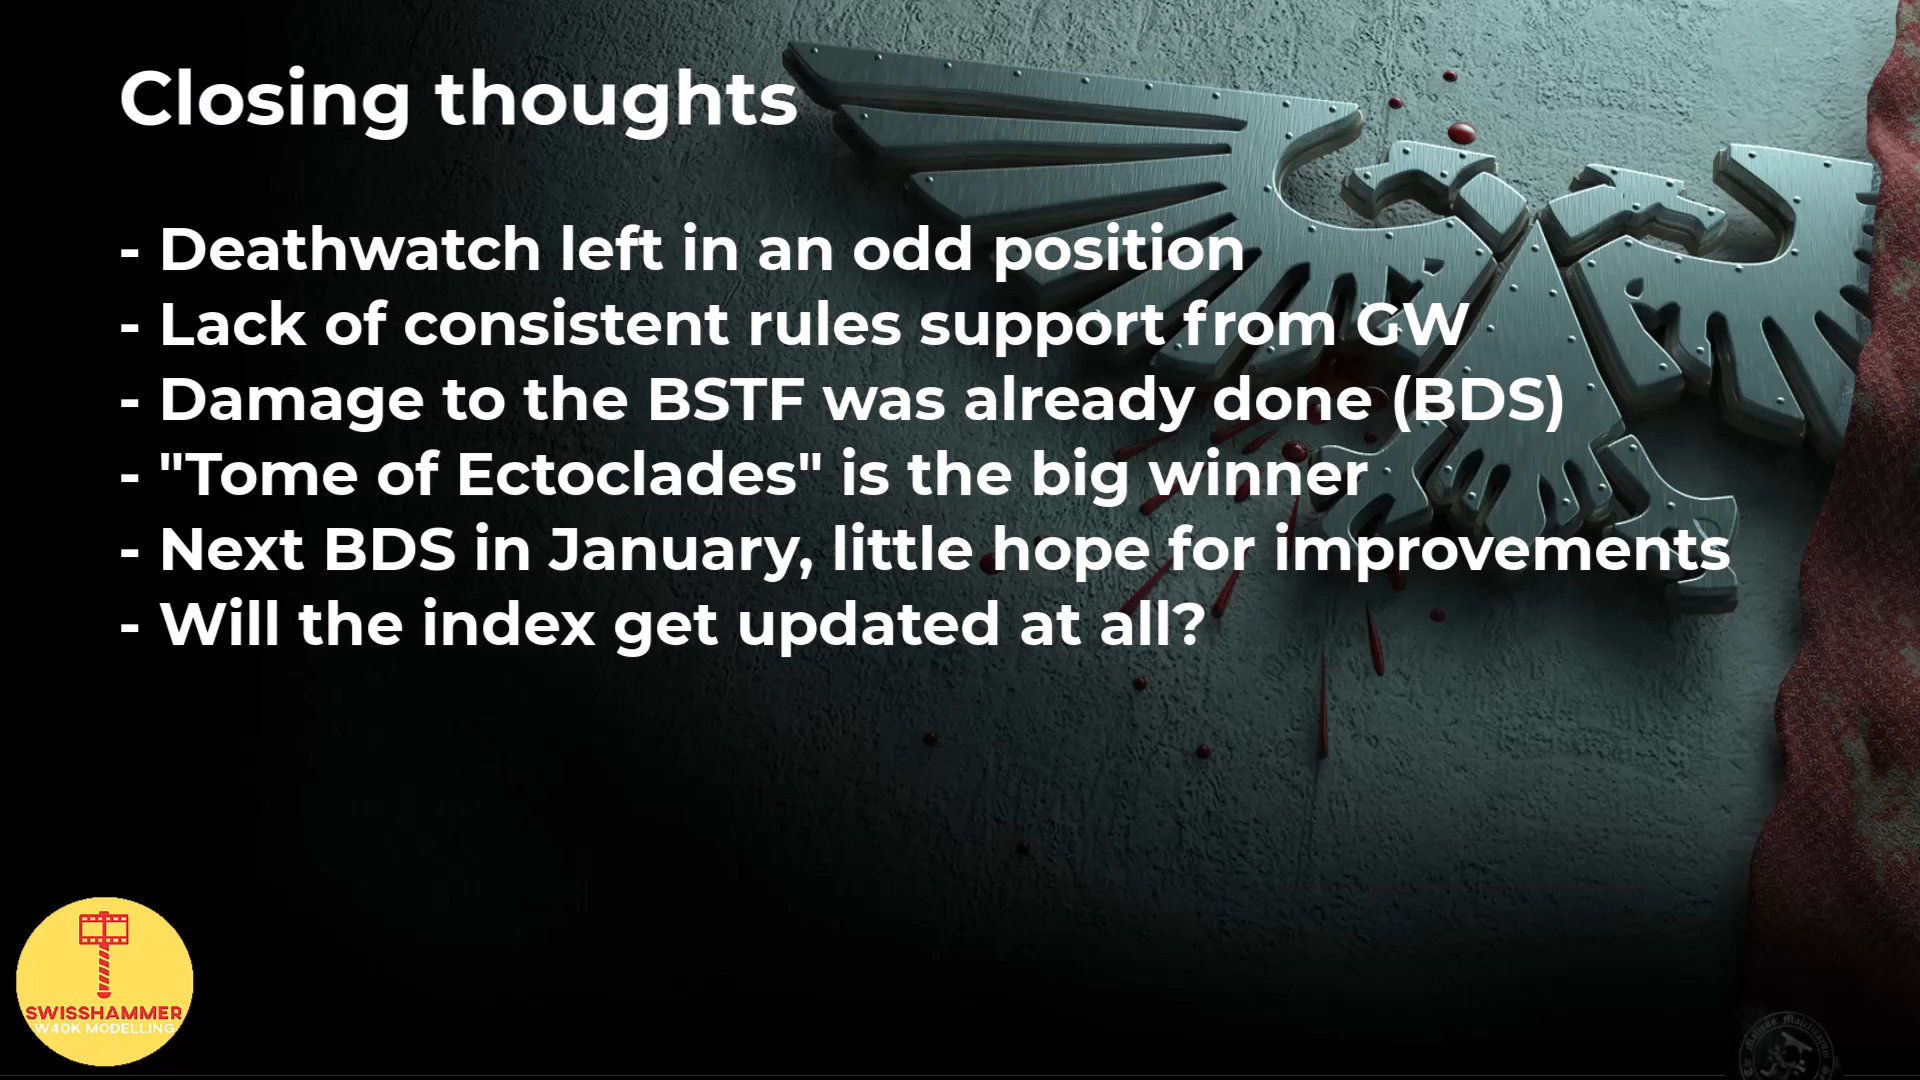 Closing thoughts
- Deathwatch left in an odd position
- Lack of consistent rules support from GW
- Damage to the BSTF was already done (BDS)
- "Tome of Ectoclades" is the big winner
- Next BDS in January, little hope for improvements
- Will the index get updated at all?
SWISSHAMMER
W40K MODELLING